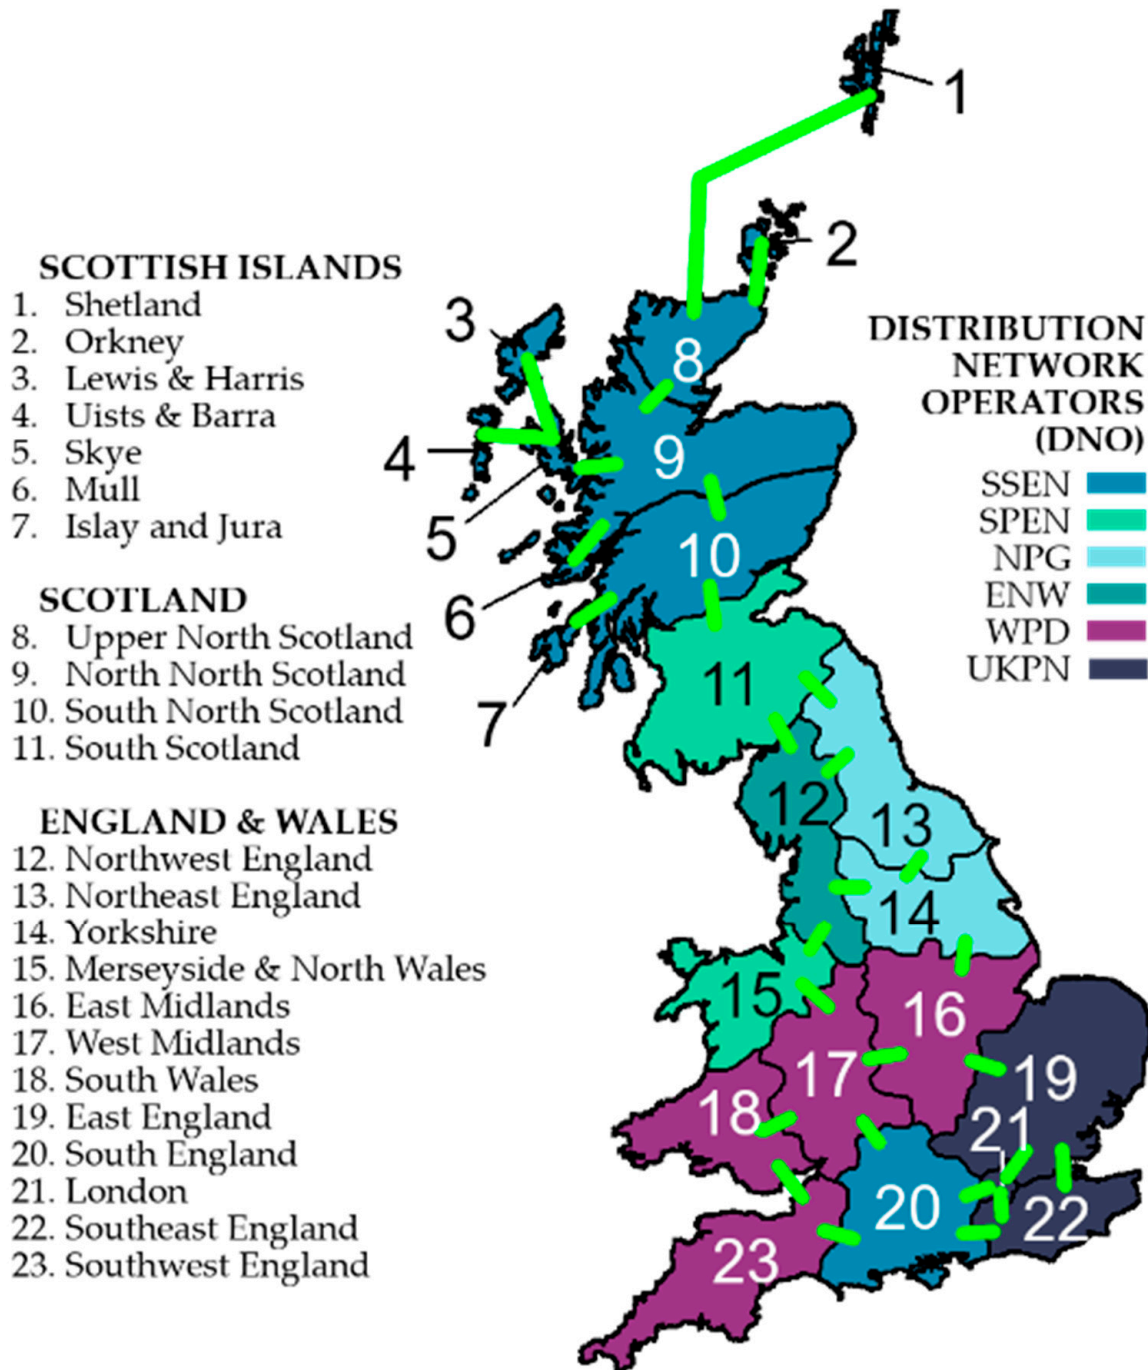 SCOTTISH ISLANDS
1. Shetland
2. Orkney
3. Lewis & Harris
4. Uists & Barra
5. Skye
6. Mull
7. Islay and Jura
SCOTLAND
8. Upper North Scotland
9. North North Scotland
10. South North Scotland
11. South Scotland
ENGLAND & WALES
12. Northwest England
13. Northeast England
14. Yorkshire
15. Merseyside & North Wales
16. East Midlands
17. West Midlands
18. South Wales
19. East England
20. South England
21. London
22. Southeast England
23. Southwest England
1
2
3
4
5
6
7
8
9
10
11
12
13
14
15
16
17
18
19
21
20
22
23
DISTRIBUTION
NETWORK
OPERATORS
(DNO)
SSEN
SPEN
NPG
ENW
WPD
UKPN